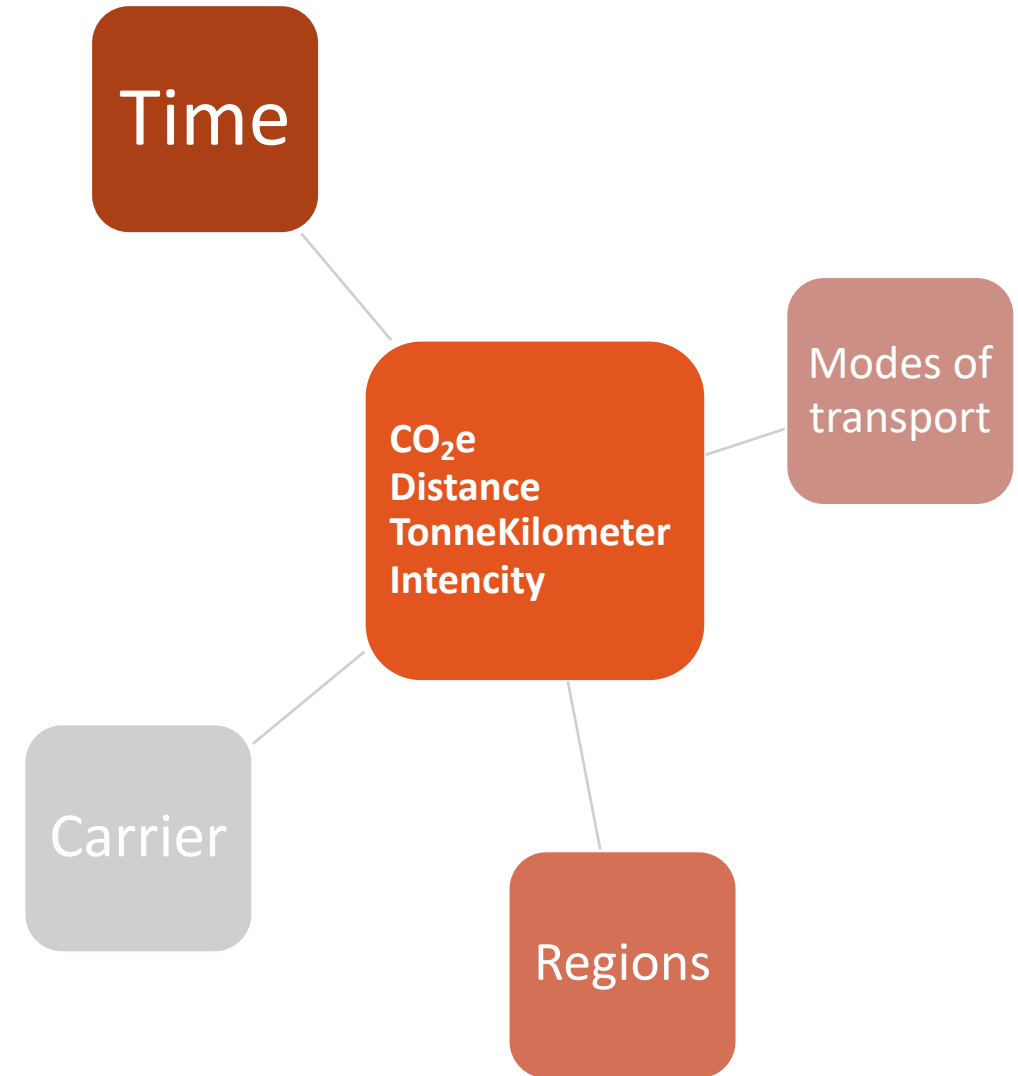 Time
Modes of
transport
CO₂e
Distance
TonneKilometer
Intencity
Carrier
Regions